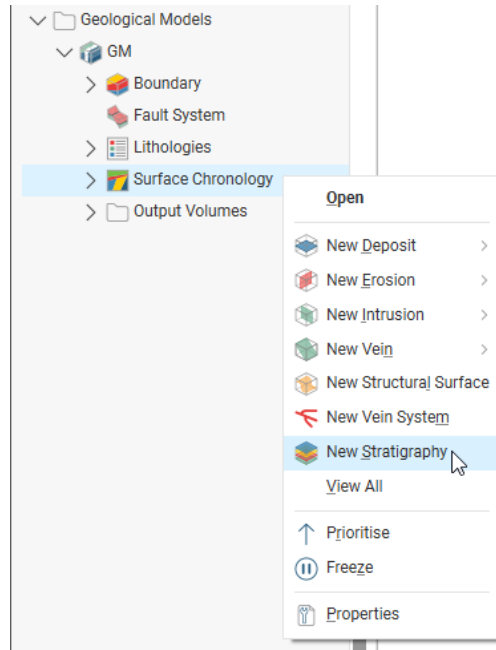 Geological Models
GM
Boundary
Fault System
Lithologies
Surface Chronology
Output Volumes
Open
New Deposit
New Erosion
New Intrusion
New Vein
New Structural Surface
New Vein System
New Stratigraphy
View All
Prioritise
Freeze
Properties